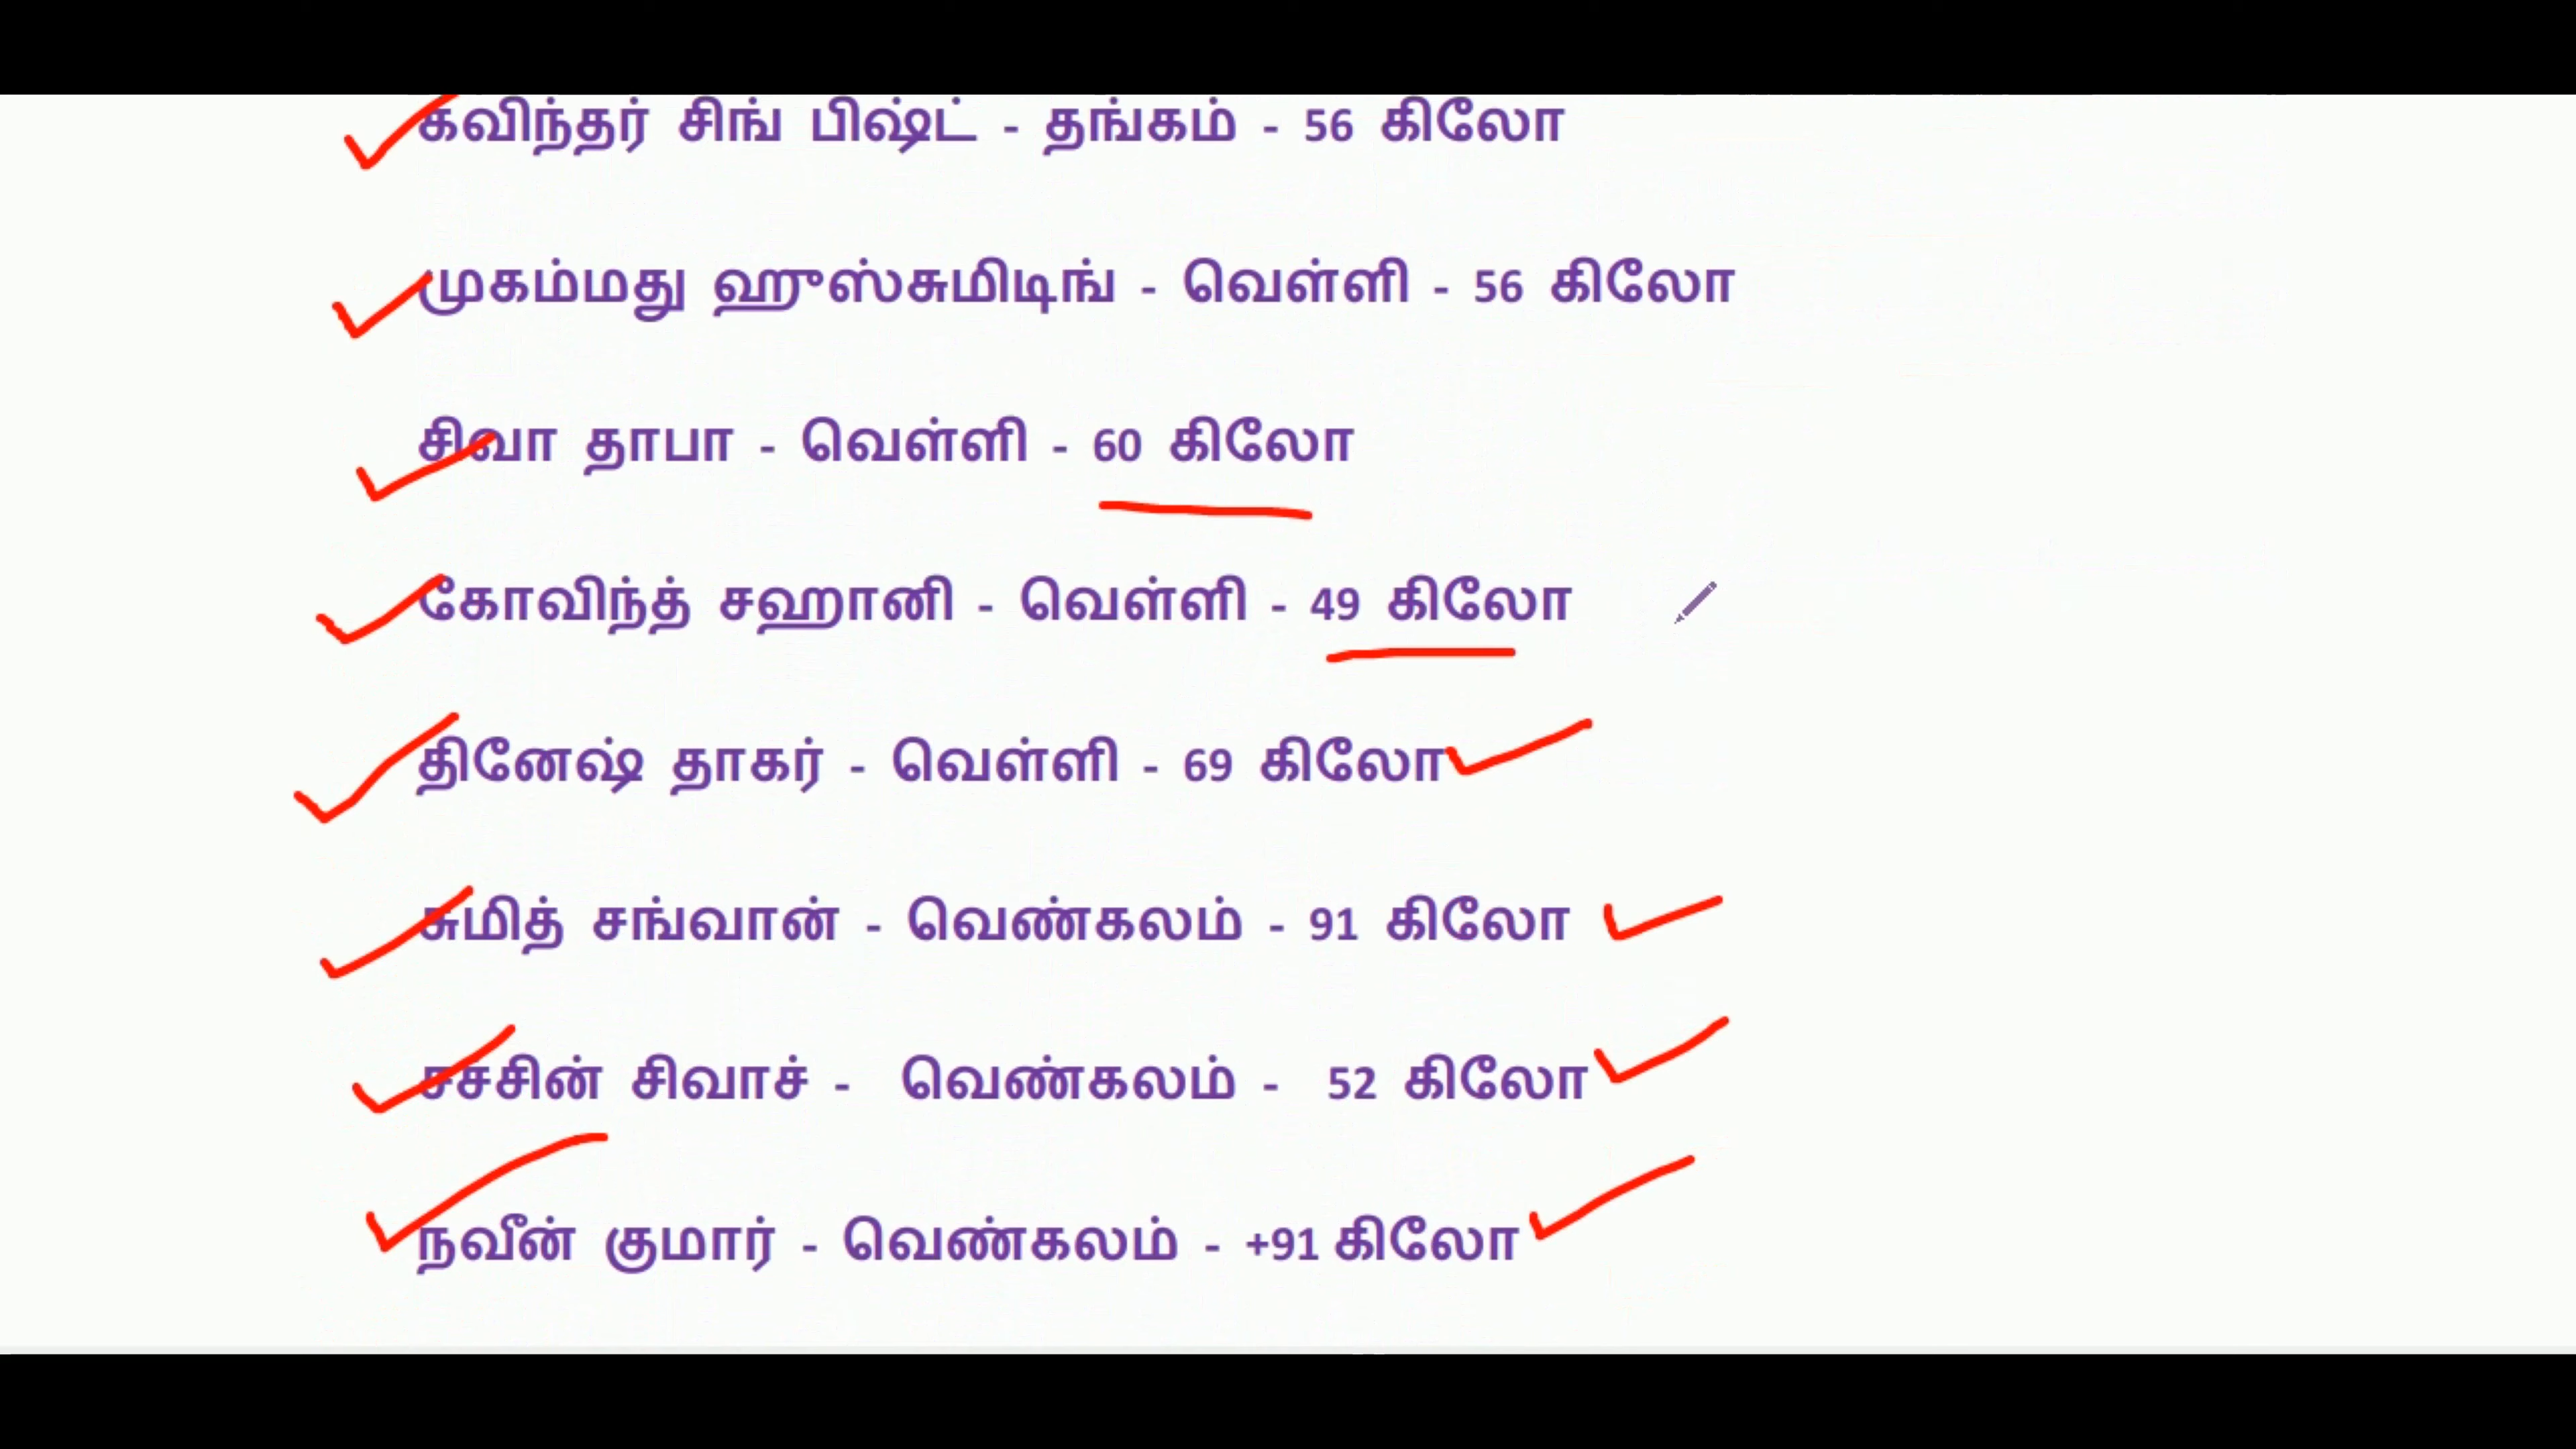 கவிந்தர் சிங் பிஷ்ட் - தங்கம் - 56 கிலோ
முகம்மது ஹுஸ்சுமிடிங் - வெள்ளி - 56 கிலோ
சிவா தாபா - வெள்ளி - 60 கிலோ
கோவிந்த் சஹானி - வெள்ளி - 49 கிலோ
தினேஷ் தாகர் - வெள்ளி - 69 கிலோ
சுமித் சங்வான் - வெண்கலம் - 91 கிலோ
சச்சின் சிவாச் - வெண்கலம் - 52 கிலோ
நவீன் குமார் - வெண்கலம் - +91 கிலோ